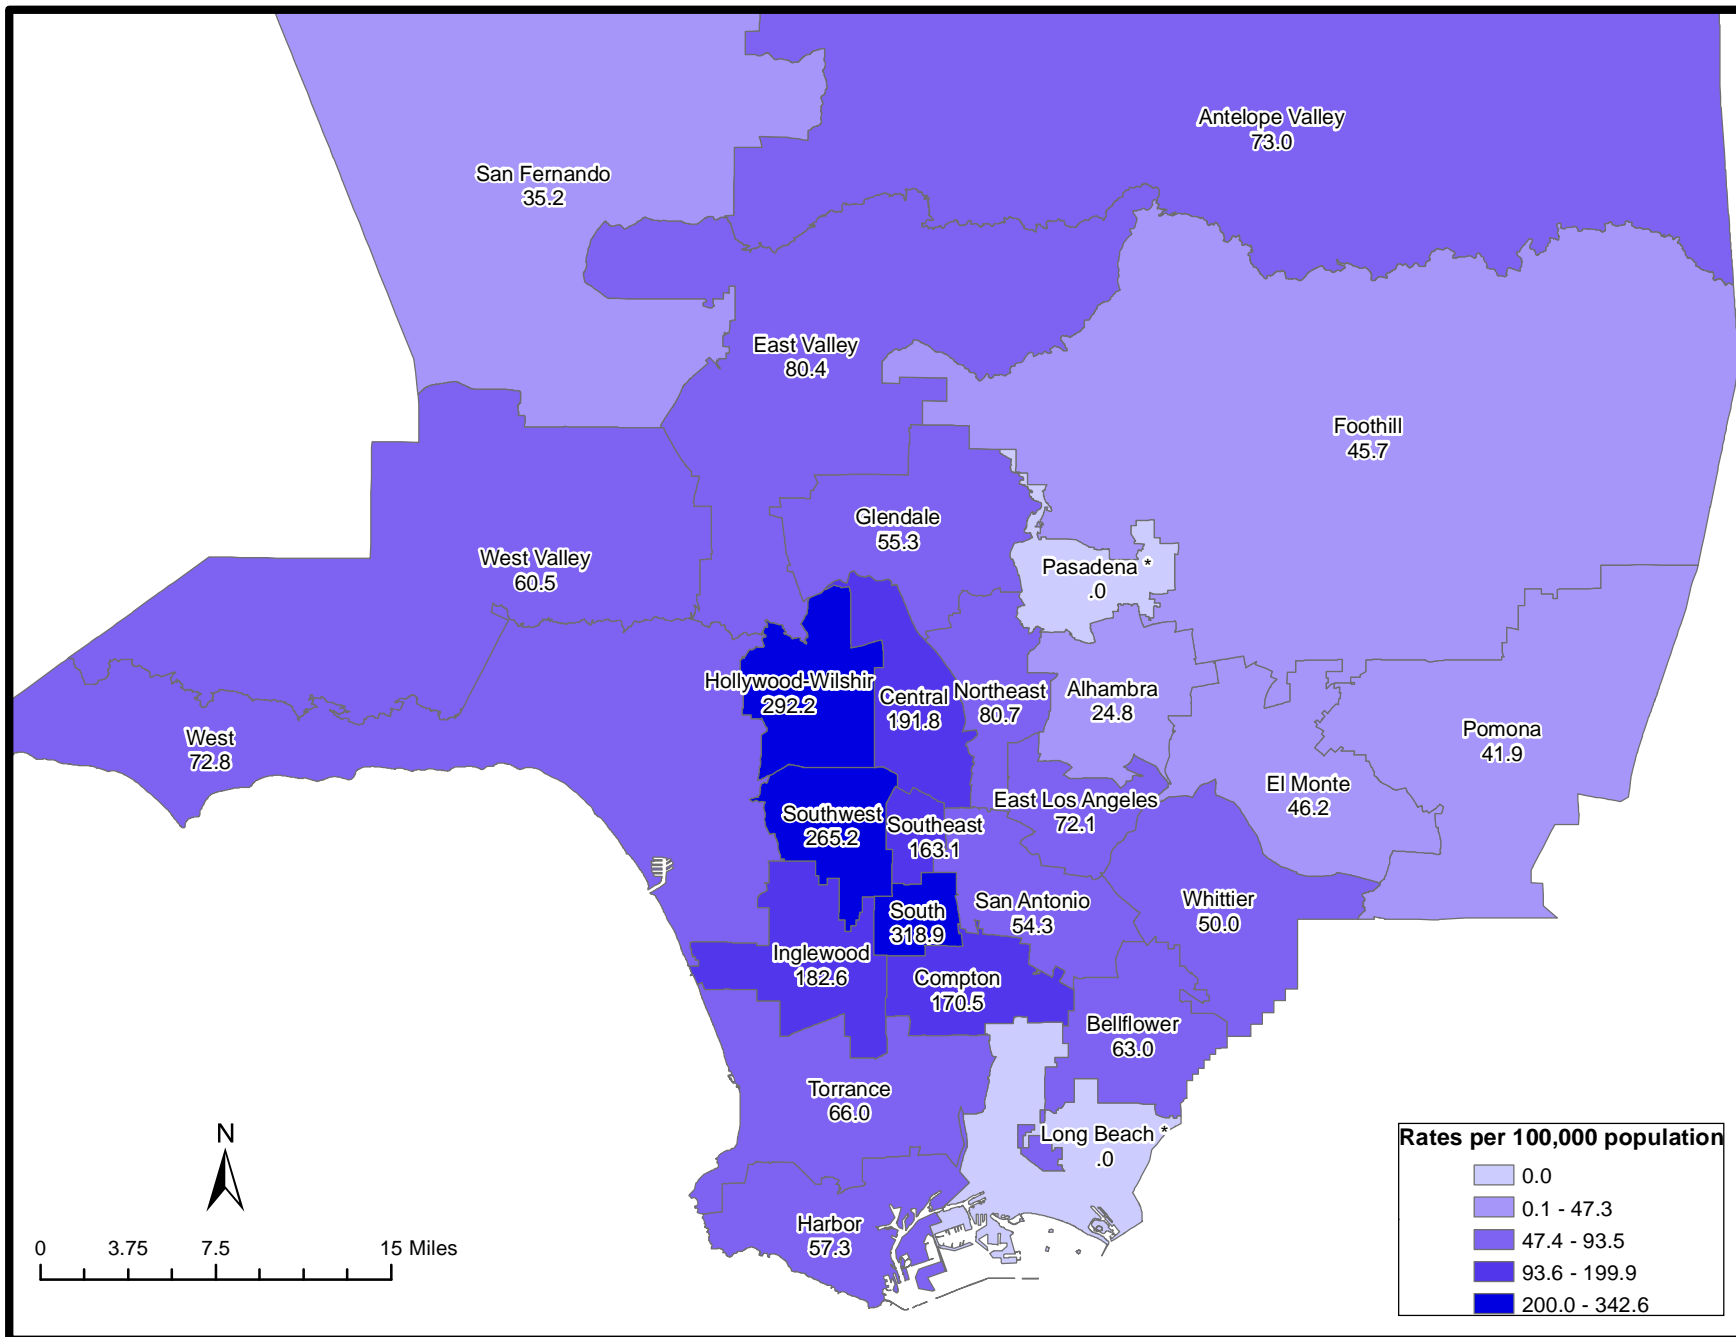 Antelope Valley
73.0
San Fernando
35.2
East Valley
80.4
Foothill
45.7
Glendale
55.3
West Valley
60.5
Pasadena *
.0
Hollywood-Wilshir
292.2
Central
191.8
Northeast
80.7
Alhambra
24.8
West
72.8
Pomona
41.9
El Monte
46.2
East Los Angeles
72.1
Southwest
265.2
Southeast
163.1
San Antonio
54.3
Whittier
50.0
South
318.9
Inglewood
182.6
Compton
170.5
Bellflower
63.0
Torrance
66.0
Long Beach *
.0
Harbor
57.3
N
0 3.75 7.5 15 Miles
Rates per 100,000 population
0.0
0.1 - 47.3
47.4 - 93.5
93.6 - 199.9
200.0 - 342.6